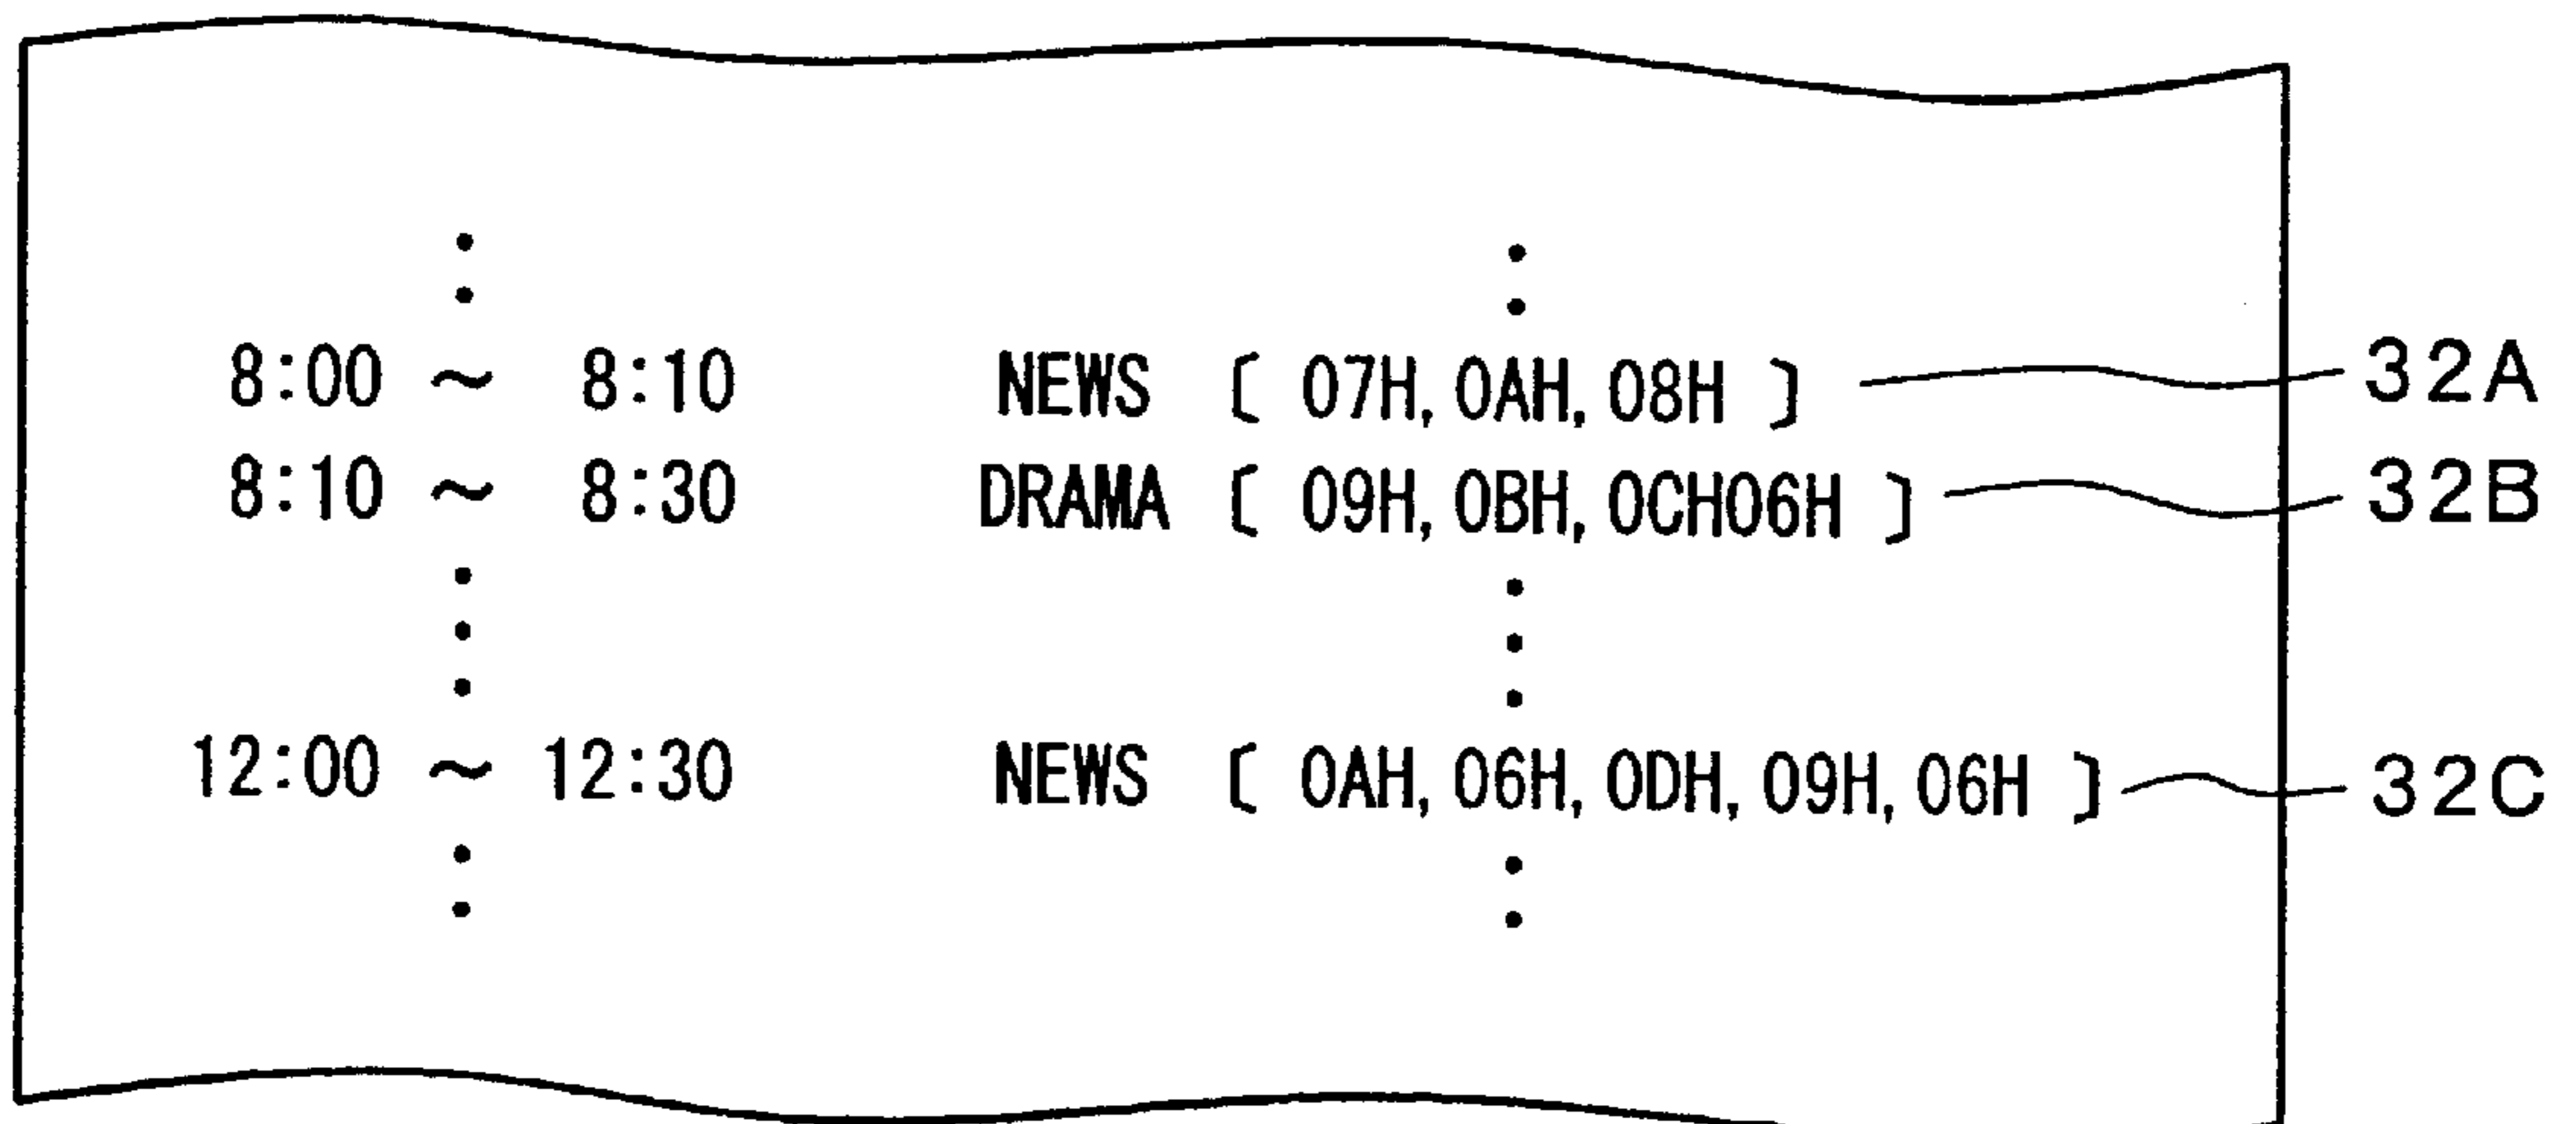 8:00 ~ 8:10 NEWS 〔 07H, 0AH, 08H 〕 32A
8:10 ~ 8:30 DRAMA 〔 09H, 0BH, 0CH06H 〕 32B
12:00 ~ 12:30 NEWS 〔 0AH, 06H, 0DH, 09H, 06H 〕 32C